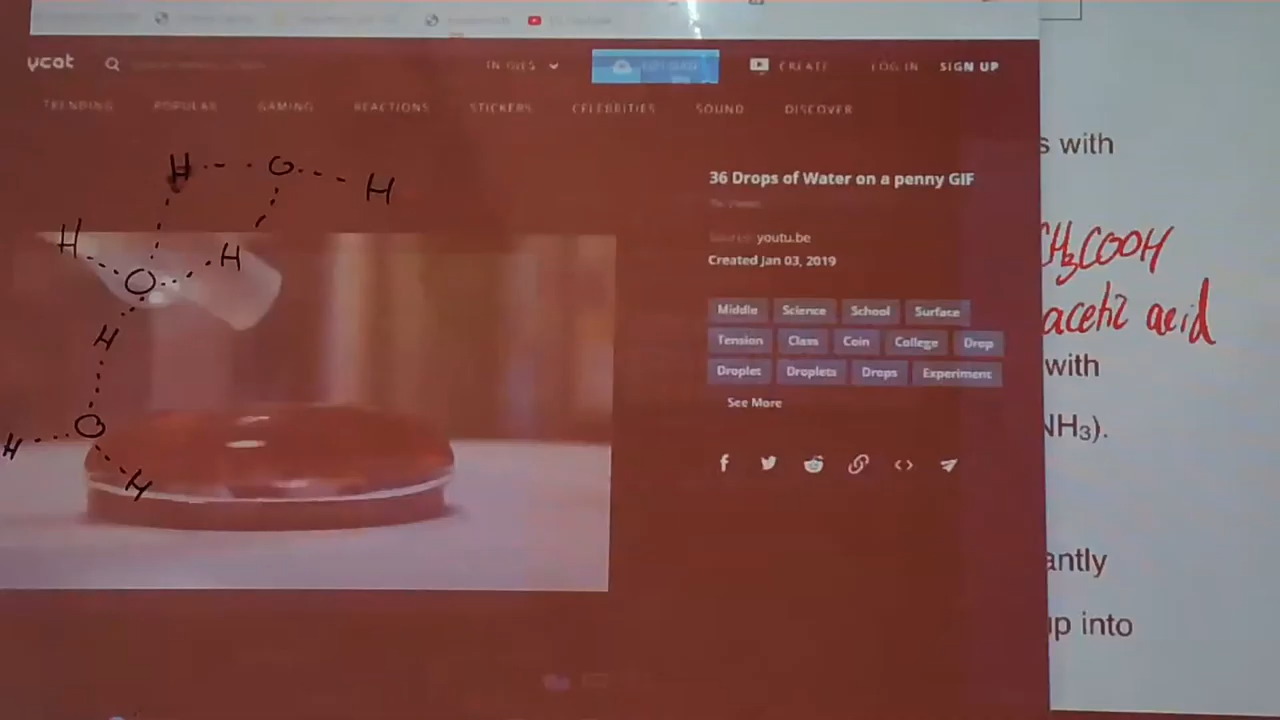 ycat
IN GIFS
CREATE
LOG IN
SIGN UP
TRENDING
POPULAR
GAMING
REACTIONS
STICKERS
CELEBRITIES
SOUND
DISCOVER
H O H
H O H
H
O
H H
36 Drops of Water on a penny GIF
youtu.be
Created Jan 03, 2019
Middle Science School Surface
Tension Class Coin College Drop
Droplet Droplets Drops Experiment
See More
s with
CH₃COOH
acetic acid
with
NH₃).
antly
up into